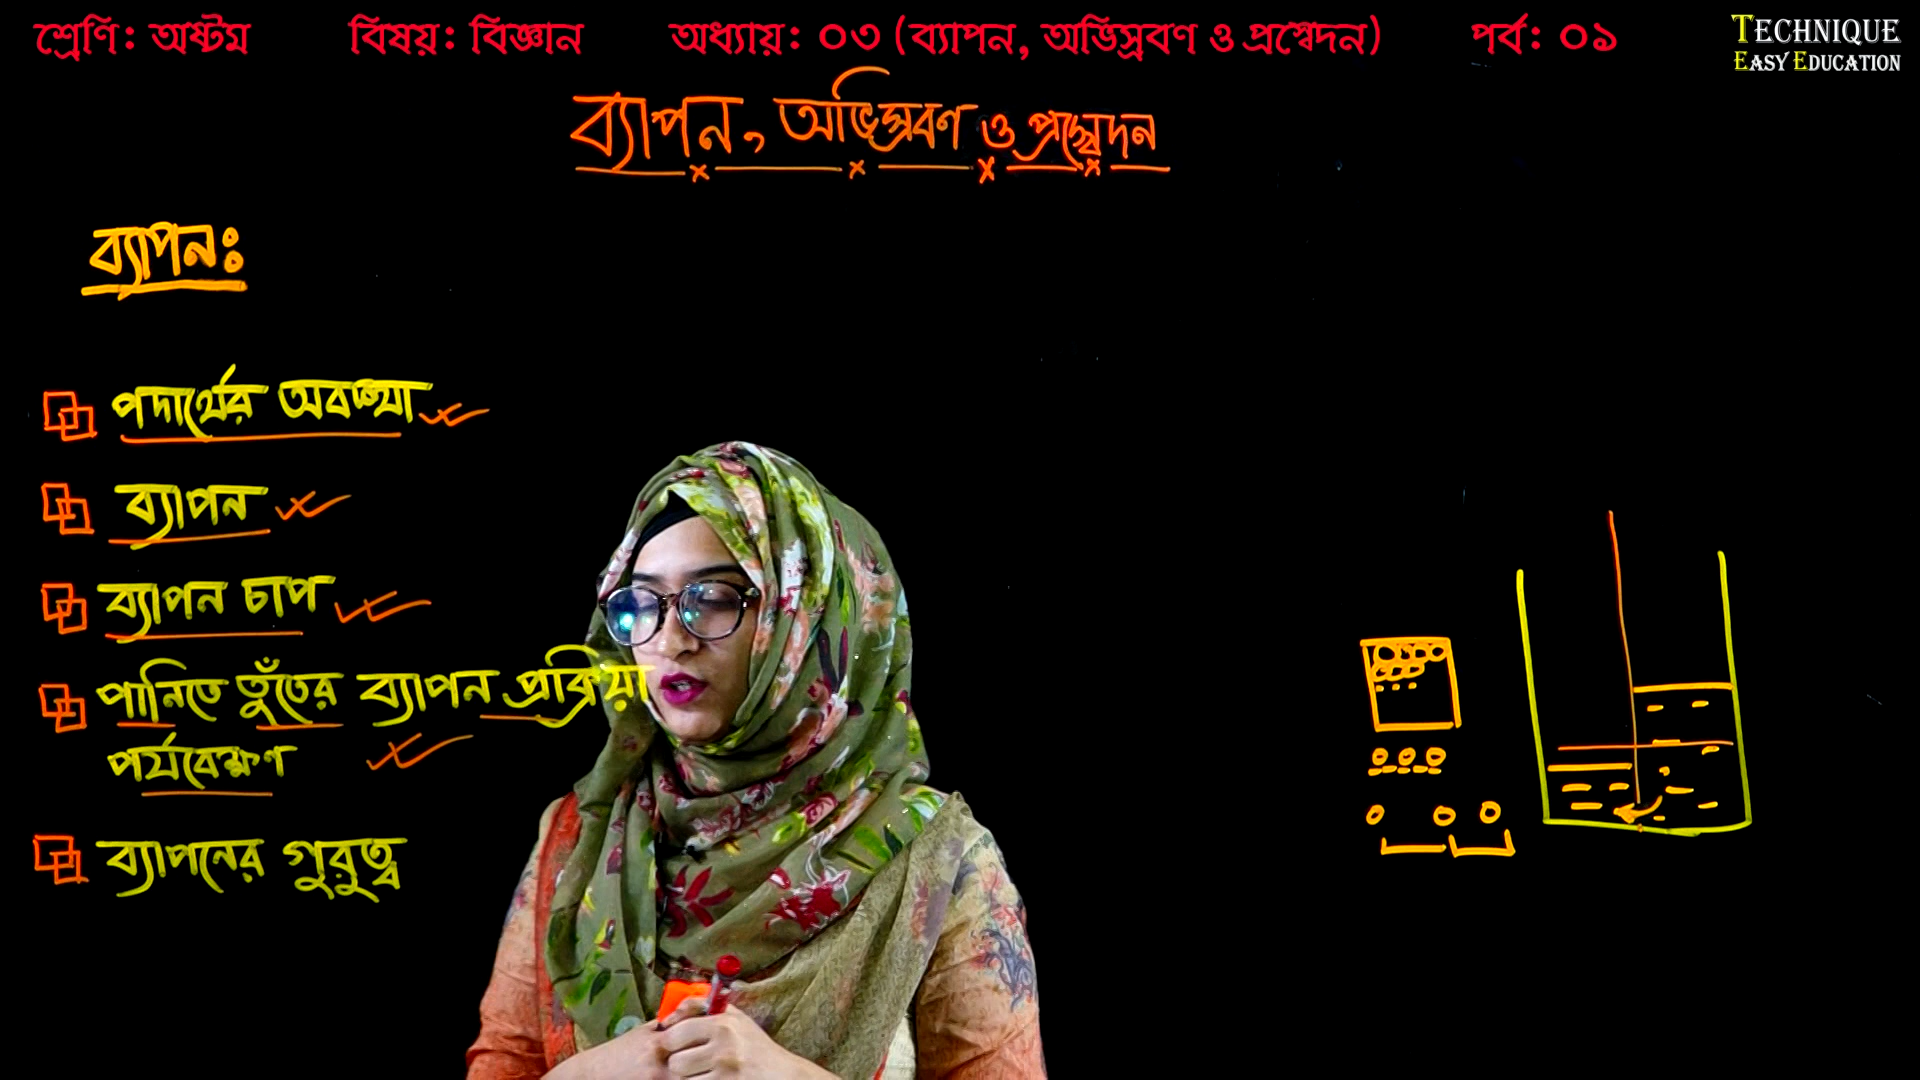 শ্রেণি: অষ্টম বিষয়: বিজ্ঞান অধ্যায়: ০৩ (ব্যাপন, অভিস্রবণ ও প্রস্বেদন) পর্ব: ০১
TECHNIQUE
EASY EDUCATION
ব্যাপন, অভিস্রবণ ও প্রস্বেদন
ব্যাপনঃ
পদার্থের অবস্থা
ব্যাপন
ব্যাপন চাপ
পানিতে তুঁতের ব্যাপন প্রক্রিয়া
পর্যবেক্ষণ
ব্যাপনের গুরুত্ব